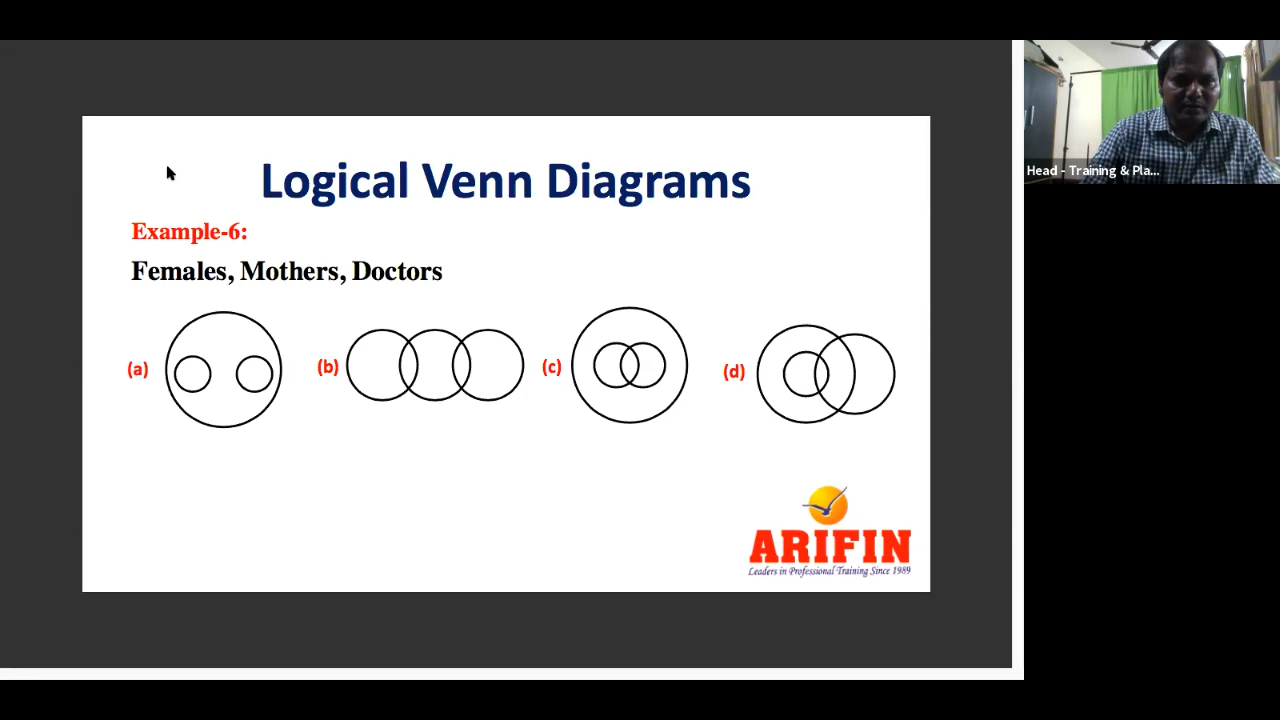 Head - Training & Pla...
Logical Venn Diagrams
Example-6:
Females, Mothers, Doctors
(a)
(b)
(c)
(d)
ARIFIN
Leaders in Professional Training Since 1989